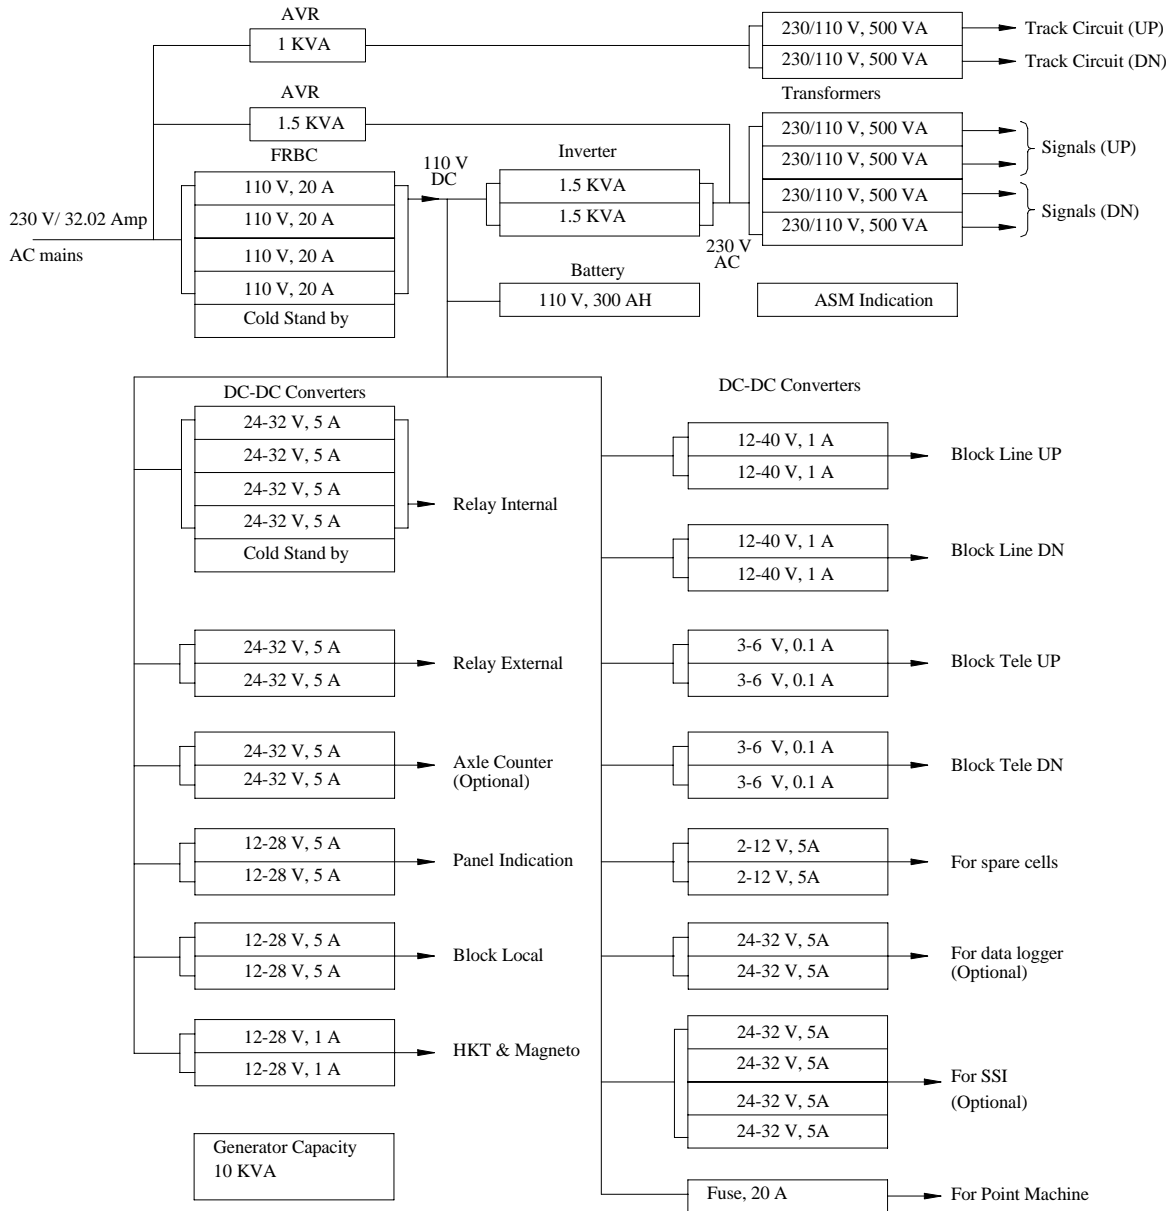 AVR
1 KVA
230/110 V, 500 VA
230/110 V, 500 VA
Track Circuit (UP)
Track Circuit (DN)
AVR
1.5 KVA
Transformers
230/110 V, 500 VA
230/110 V, 500 VA
230/110 V, 500 VA
230/110 V, 500 VA
Signals (UP)
Signals (DN)
FRBC
110 V, 20 A
110 V, 20 A
110 V, 20 A
110 V, 20 A
Cold Stand by
230 V/ 32.02 Amp
AC mains
110 V
DC
Inverter
1.5 KVA
1.5 KVA
230 V
AC
Battery
110 V, 300 AH
ASM Indication
DC-DC Converters
24-32 V, 5 A
24-32 V, 5 A
24-32 V, 5 A
24-32 V, 5 A
Cold Stand by
Relay Internal
24-32 V, 5 A
24-32 V, 5 A
Relay External
24-32 V, 5 A
24-32 V, 5 A
Axle Counter
(Optional)
12-28 V, 5 A
12-28 V, 5 A
Panel Indication
12-28 V, 5 A
12-28 V, 5 A
Block Local
12-28 V, 1 A
12-28 V, 1 A
HKT & Magneto
Generator Capacity
10 KVA
DC-DC Converters
12-40 V, 1 A
12-40 V, 1 A
Block Line UP
12-40 V, 1 A
12-40 V, 1 A
Block Line DN
3-6 V, 0.1 A
3-6 V, 0.1 A
Block Tele UP
3-6 V, 0.1 A
3-6 V, 0.1 A
Block Tele DN
2-12 V, 5A
2-12 V, 5A
For spare cells
24-32 V, 5A
24-32 V, 5A
For data logger
(Optional)
24-32 V, 5A
24-32 V, 5A
24-32 V, 5A
24-32 V, 5A
For SSI
(Optional)
Fuse, 20 A
For Point Machine